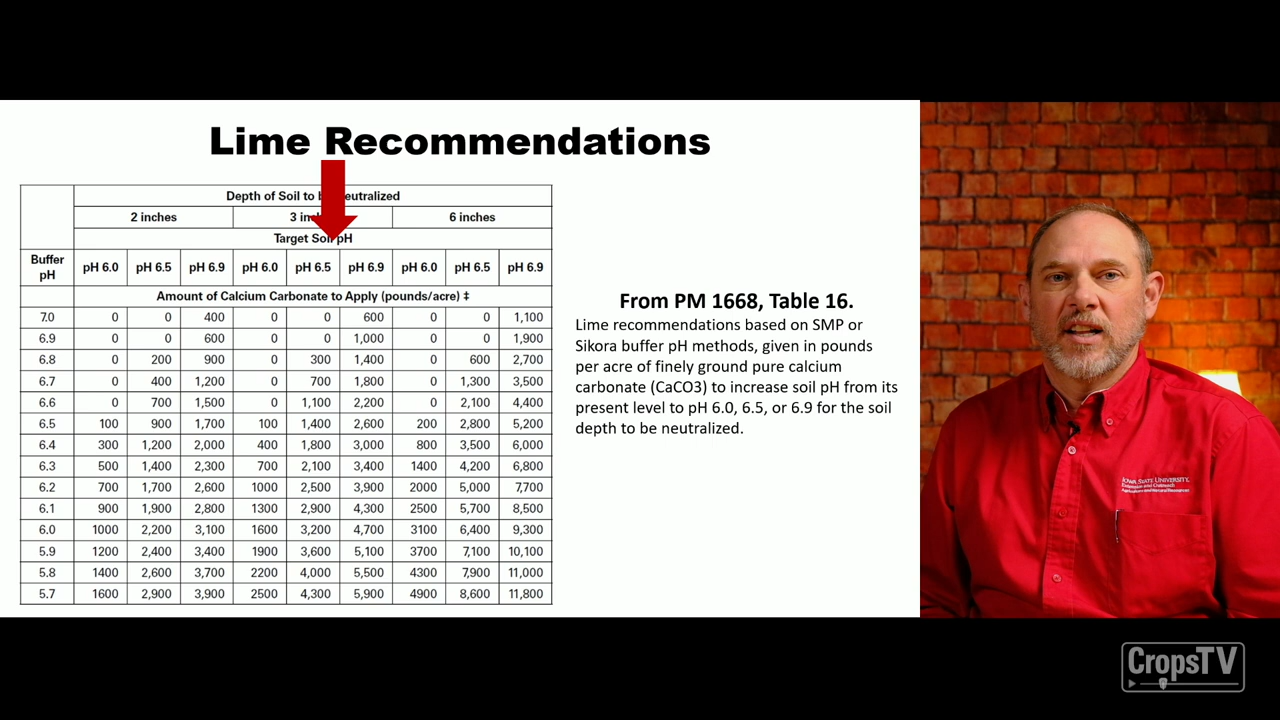 Lime Recommendations
Depth of Soil to be neutralized
2 inches 3 inches 6 inches
Target Soil pH
Buffer pH pH 6.0 pH 6.5 pH 6.9 pH 6.0 pH 6.5 pH 6.9 pH 6.0 pH 6.5 pH 6.9
Amount of Calcium Carbonate to Apply (pounds/acre) ‡
7.0 0 0 400 0 0 600 0 0 1,100
6.9 0 0 600 0 0 1,000 0 0 1,900
6.8 0 200 900 0 300 1,400 0 600 2,700
6.7 0 400 1,200 0 700 1,800 0 1,300 3,500
6.6 0 700 1,500 0 1,100 2,200 0 2,100 4,400
6.5 100 900 1,700 100 1,400 2,600 200 2,800 5,200
6.4 300 1,200 2,000 400 1,800 3,000 800 3,500 6,000
6.3 500 1,400 2,300 700 2,100 3,400 1400 4,200 6,800
6.2 700 1,700 2,600 1000 2,500 3,900 2000 5,000 7,700
6.1 900 1,900 2,800 1300 2,900 4,300 2500 5,700 8,500
6.0 1000 2,200 3,100 1600 3,200 4,700 3100 6,400 9,300
5.9 1200 2,400 3,400 1900 3,600 5,100 3700 7,100 10,100
5.8 1400 2,600 3,700 2200 4,000 5,500 4300 7,900 11,000
5.7 1600 2,900 3,900 2500 4,300 5,900 4900 8,600 11,800
From PM 1668, Table 16.
Lime recommendations based on SMP or
Sikora buffer pH methods, given in pounds
per acre of finely ground pure calcium
carbonate (CaCO3) to increase soil pH from its
present level to pH 6.0, 6.5, or 6.9 for the soil
depth to be neutralized.
IOWA STATE UNIVERSITY
Extension and Outreach
Agriculture and Natural Resources
CropsTV